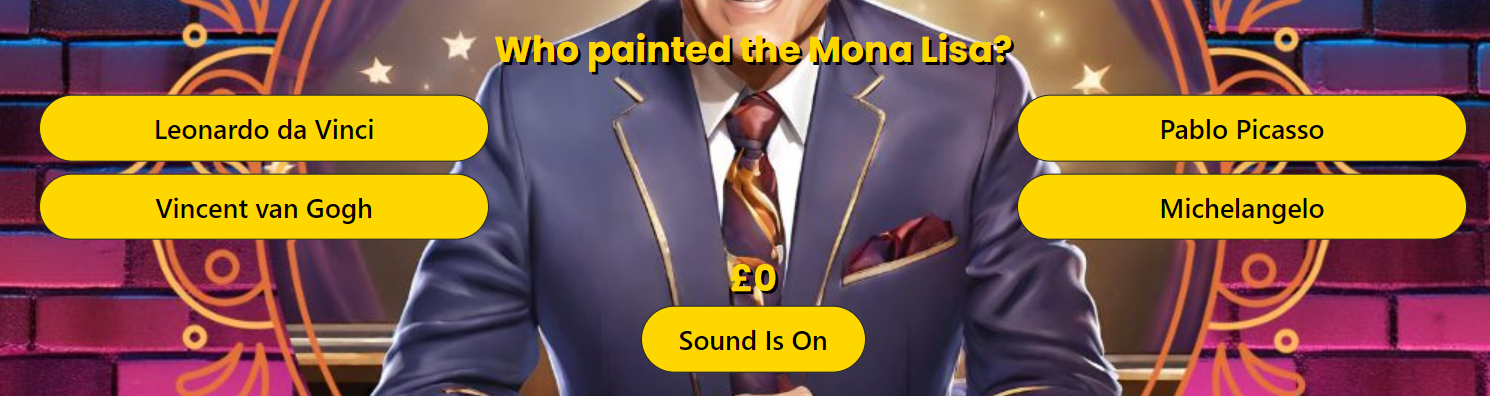 Who painted the Mona Lisa?
Leonardo da Vinci
Pablo Picasso
Vincent van Gogh
Michelangelo
£0
Sound Is On